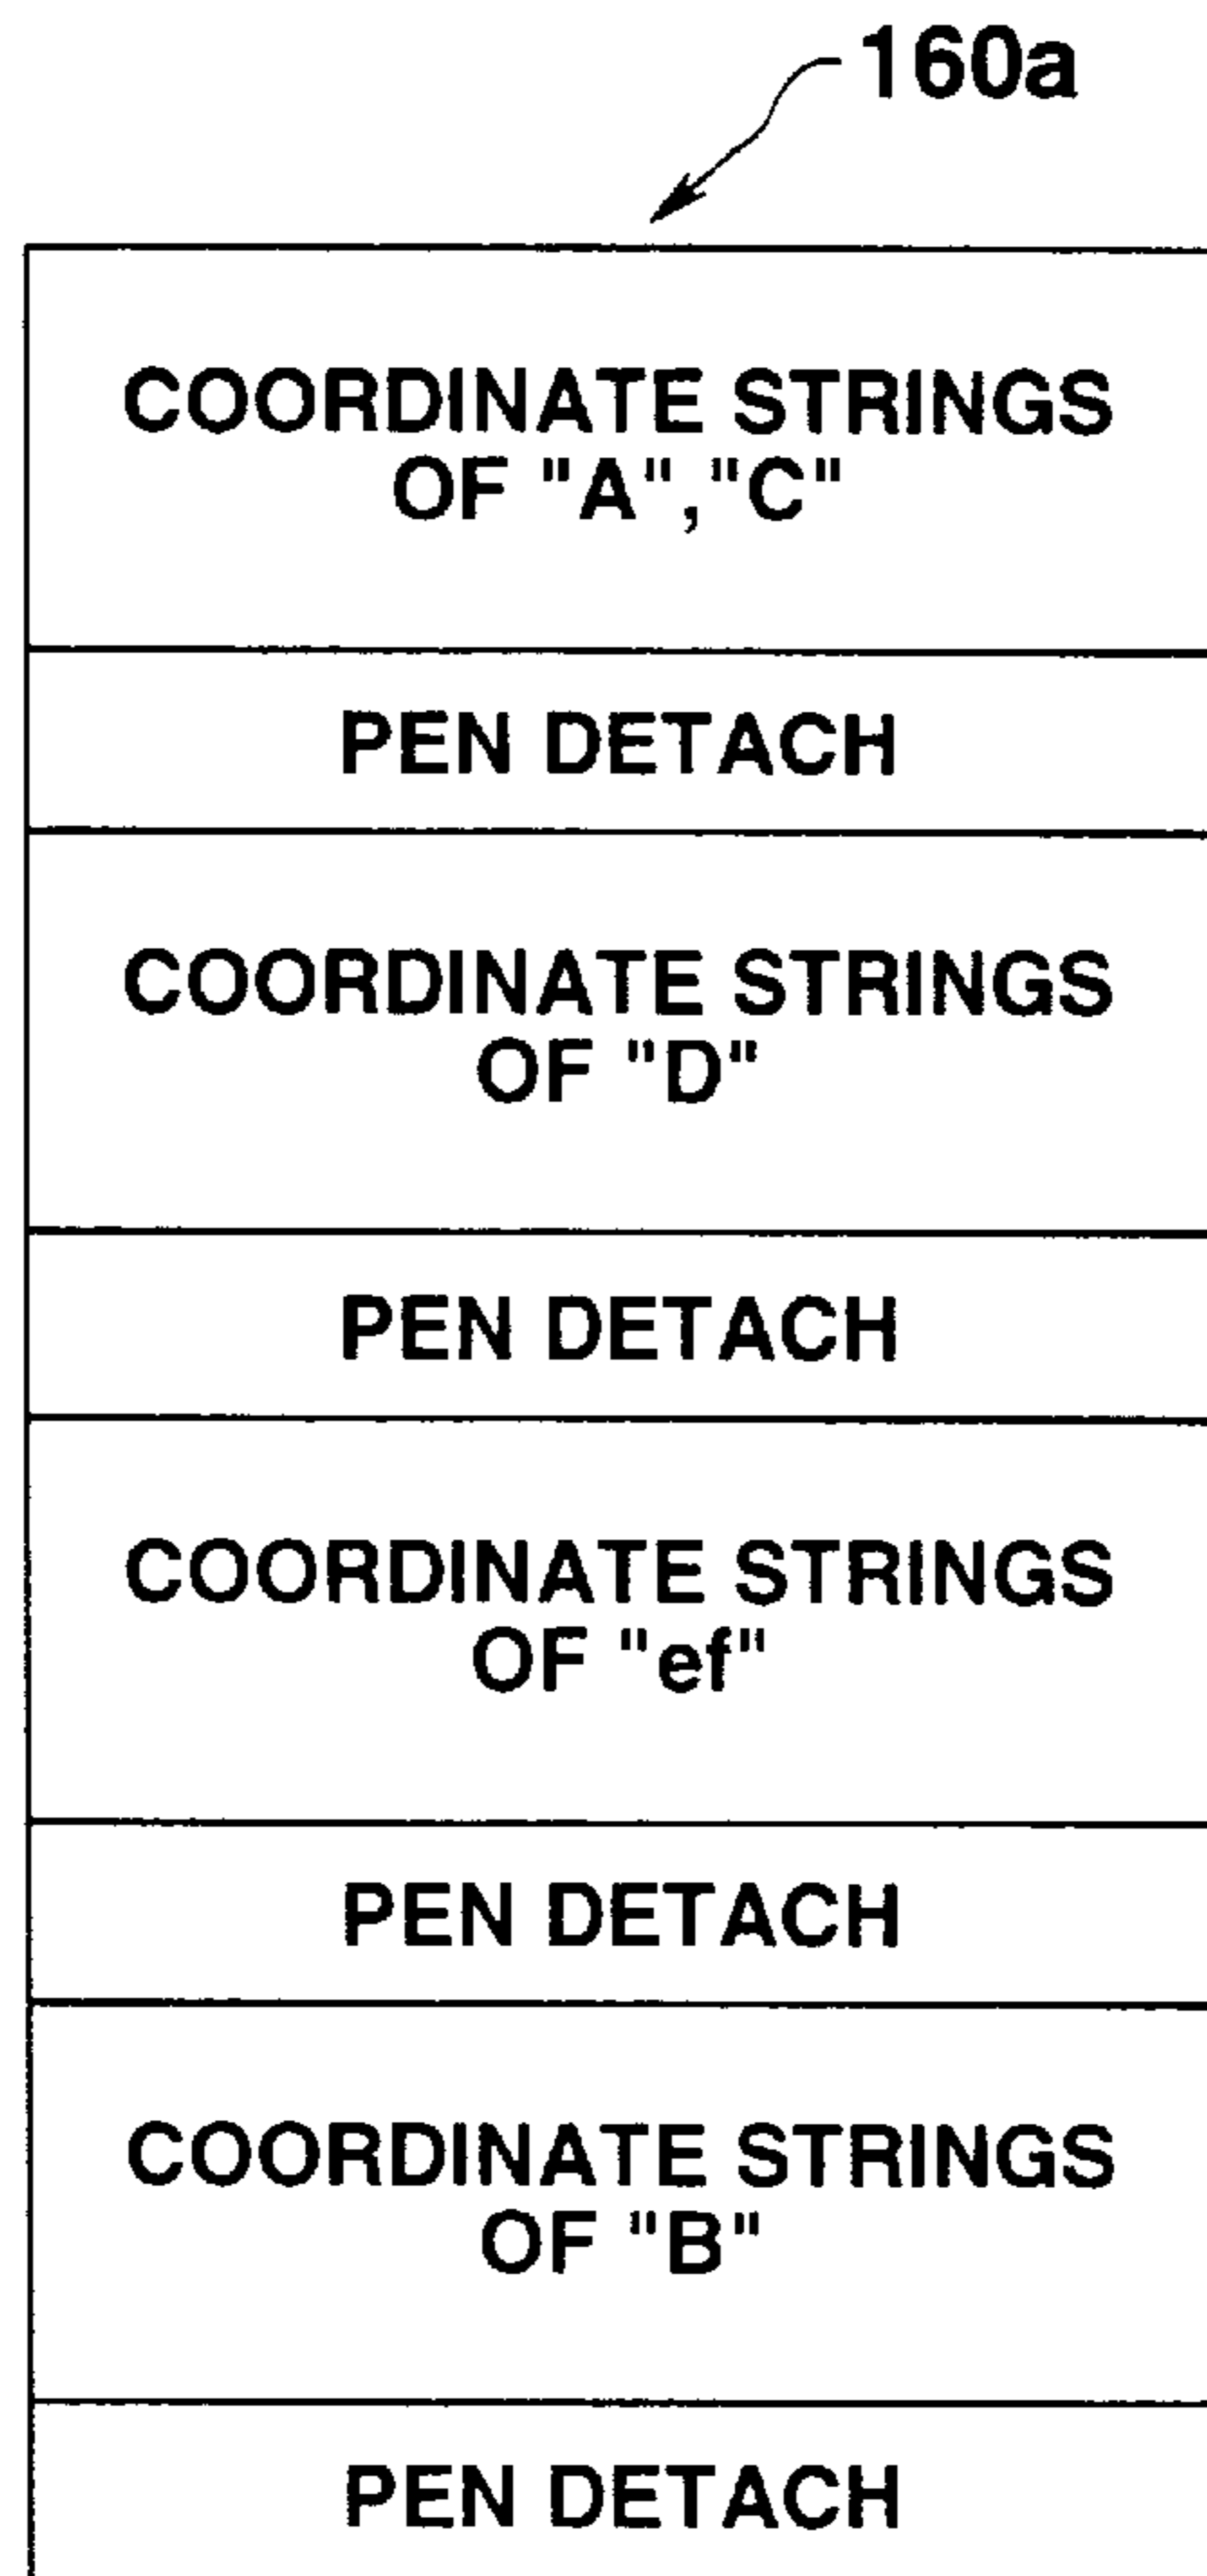 160a
COORDINATE STRINGS
OF "A","C"
PEN DETACH
COORDINATE STRINGS
OF "D"
PEN DETACH
COORDINATE STRINGS
OF "ef"
PEN DETACH
COORDINATE STRINGS
OF "B"
PEN DETACH